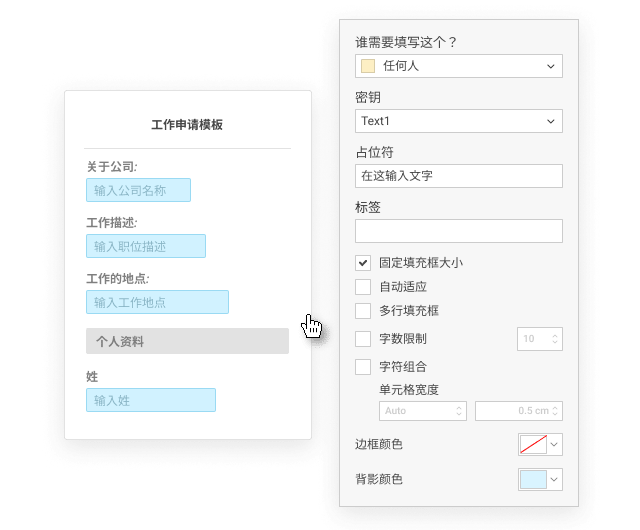 工作申请模板
关于公司:
输入公司名称
工作描述:
输入职位描述
工作的地点:
输入工作地点
个人资料
姓
输入姓
谁需要填写这个？
任何人
密钥
Text1
占位符
在这输入文字
标签
固定填充框大小
自动适应
多行填充框
字数限制 10
字符组合
单元格宽度
Auto 0.5 cm
边框颜色
背影颜色